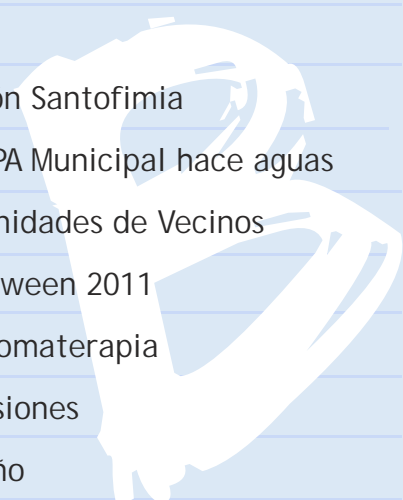 on Santofimia
PA Municipal hace aguas
nidades de Vecinos
ween 2011
omaterapia
siones
ño
B